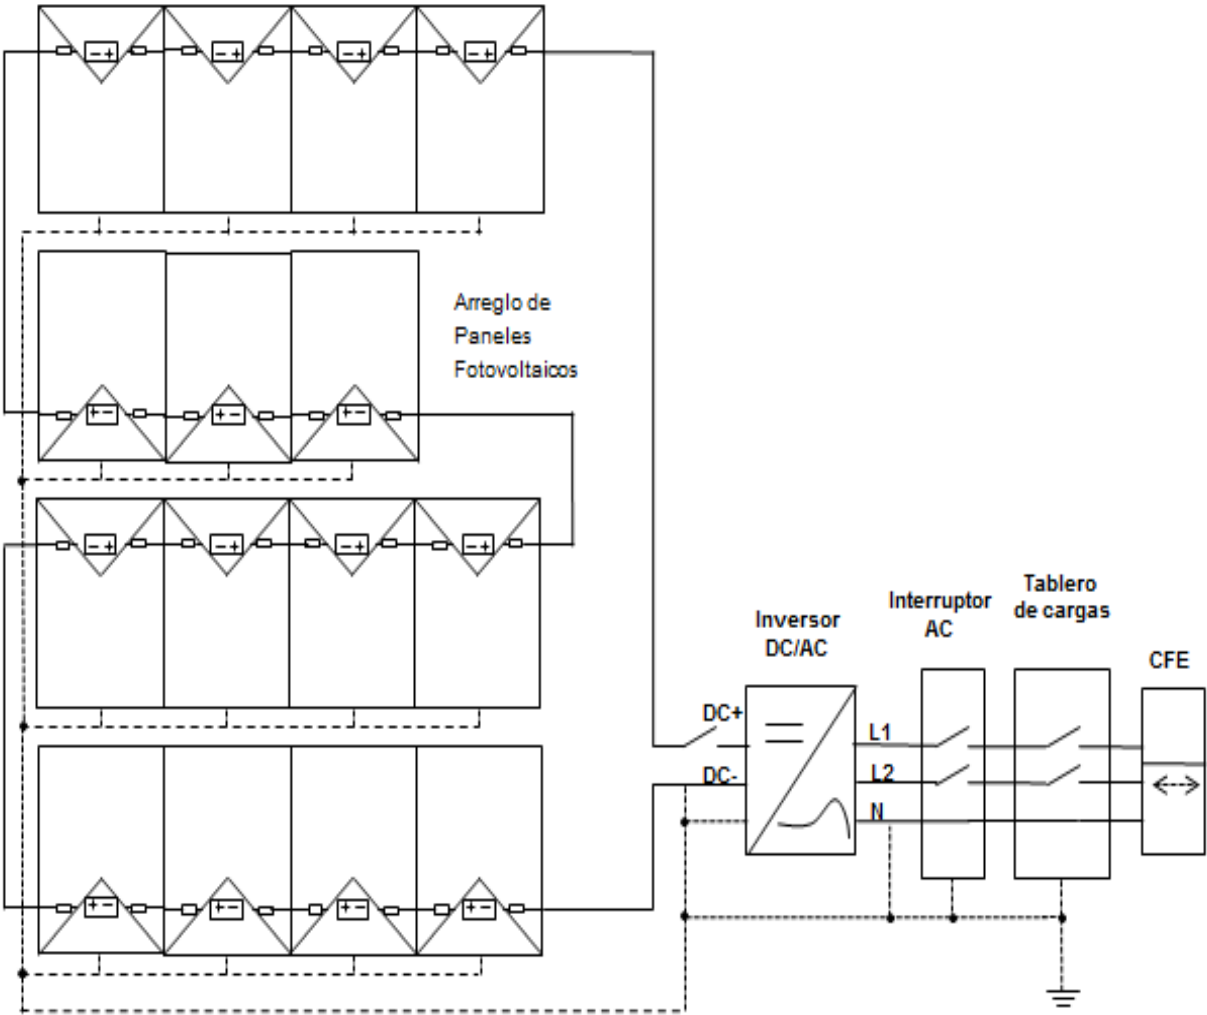 - + - + - + - +
Arreglo de
Paneles
Fotovoltaicos
+ - + - + -
- + - + - + - +
Inversor
DC/AC
Interruptor
AC
Tablero
de cargas
CFE
DC+
DC-
L1
L2
N
+ - + - + - + -